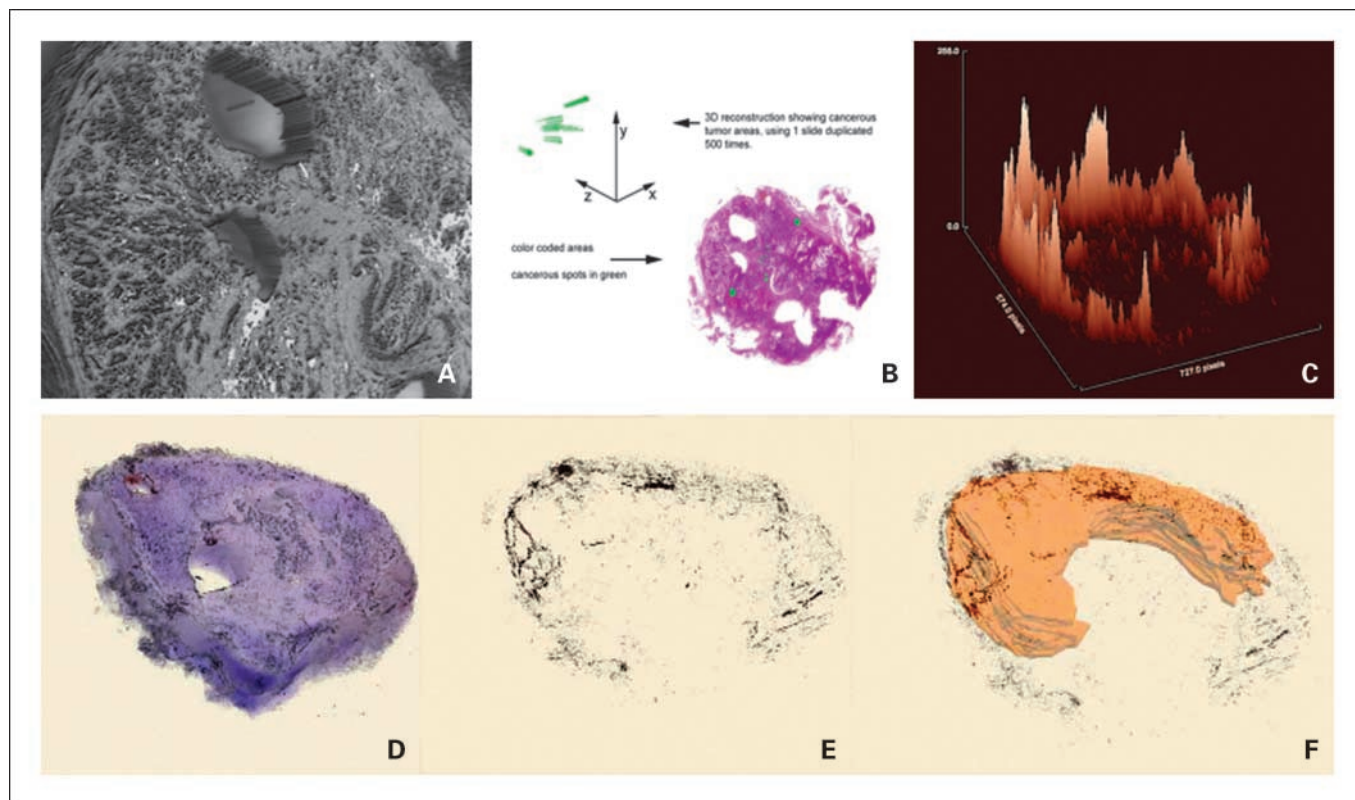 A
y
z
x
3D reconstruction showing cancerous
tumor areas, using 1 slide duplicated
500 times.
color coded areas
cancerous spots in green
B
0.0
574.0 pixels
727.0 pixels
C
D
E
F